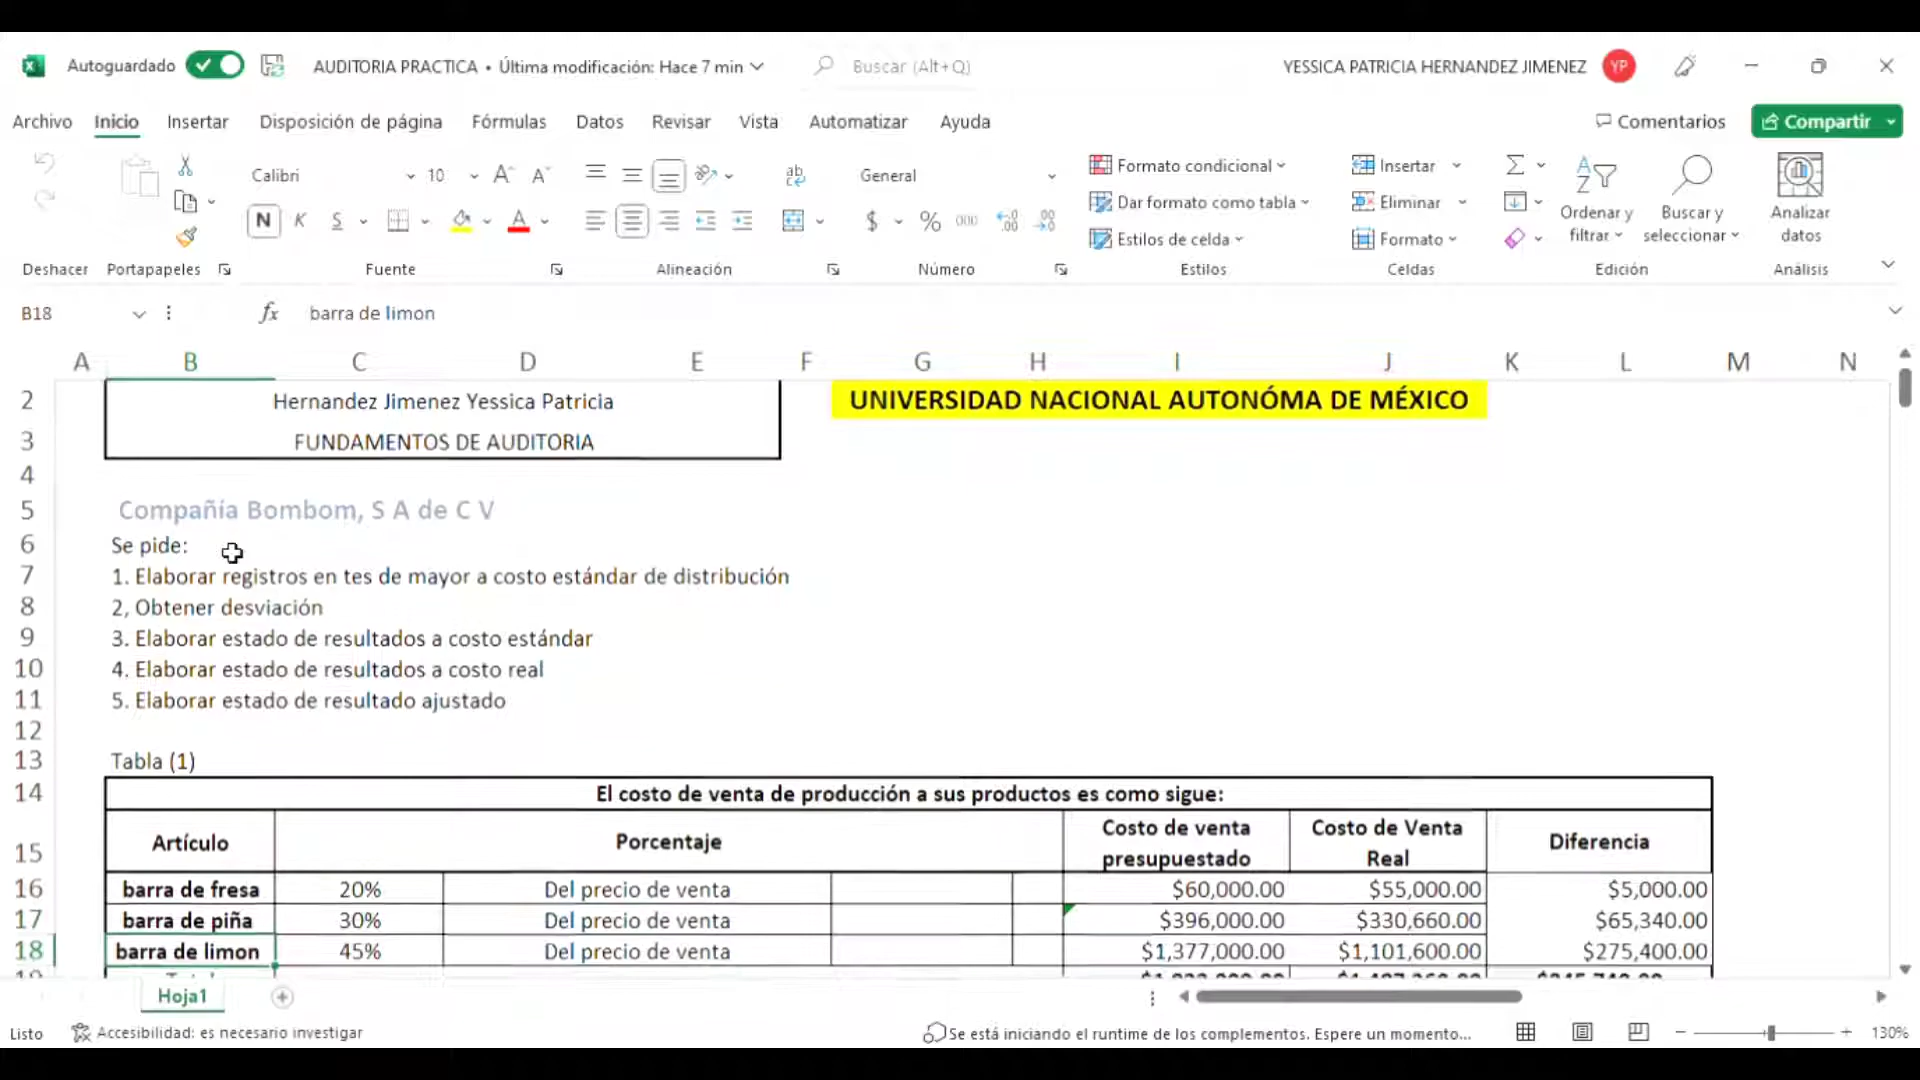 Autoguardado
AUDITORIA PRACTICA • Última modificación: Hace 7 min
Buscar (Alt+Q)
YESSICA PATRICIA HERNANDEZ JIMENEZ
YP
Archivo Inicio Insertar Disposición de página Fórmulas Datos Revisar Vista Automatizar Ayuda
Comentarios
Compartir
Calibri 10
General
Formato condicional
Dar formato como tabla
Estilos de celda
Insertar
Eliminar
Formato
Ordenar y filtrar
Buscar y seleccionar
Analizar datos
N K S
$ % 000
Deshacer Portapapeles Fuente Alineación Número Estilos Celdas Edición Análisis
B18 fx barra de limon
A B C D E F G H I J K L M N
2 Hernandez Jimenez Yessica Patricia UNIVERSIDAD NACIONAL AUTONÓMA DE MÉXICO
3 FUNDAMENTOS DE AUDITORIA
4
5 Compañía Bombom, S A de C V
6 Se pide:
7 1. Elaborar registros en tes de mayor a costo estándar de distribución
8 2, Obtener desviación
9 3. Elaborar estado de resultados a costo estándar
10 4. Elaborar estado de resultados a costo real
11 5. Elaborar estado de resultado ajustado
12
13 Tabla (1)
14 El costo de venta de producción a sus productos es como sigue:
15 Artículo Porcentaje Costo de venta presupuestado Costo de Venta Real Diferencia
16 barra de fresa 20% Del precio de venta $60,000.00 $55,000.00 $5,000.00
17 barra de piña 30% Del precio de venta $396,000.00 $330,660.00 $65,340.00
18 barra de limon 45% Del precio de venta $1,377,000.00 $1,101,600.00 $275,400.00
Hoja1
Listo
Accesibilidad: es necesario investigar
Se está iniciando el runtime de los complementos. Espere un momento...
130%